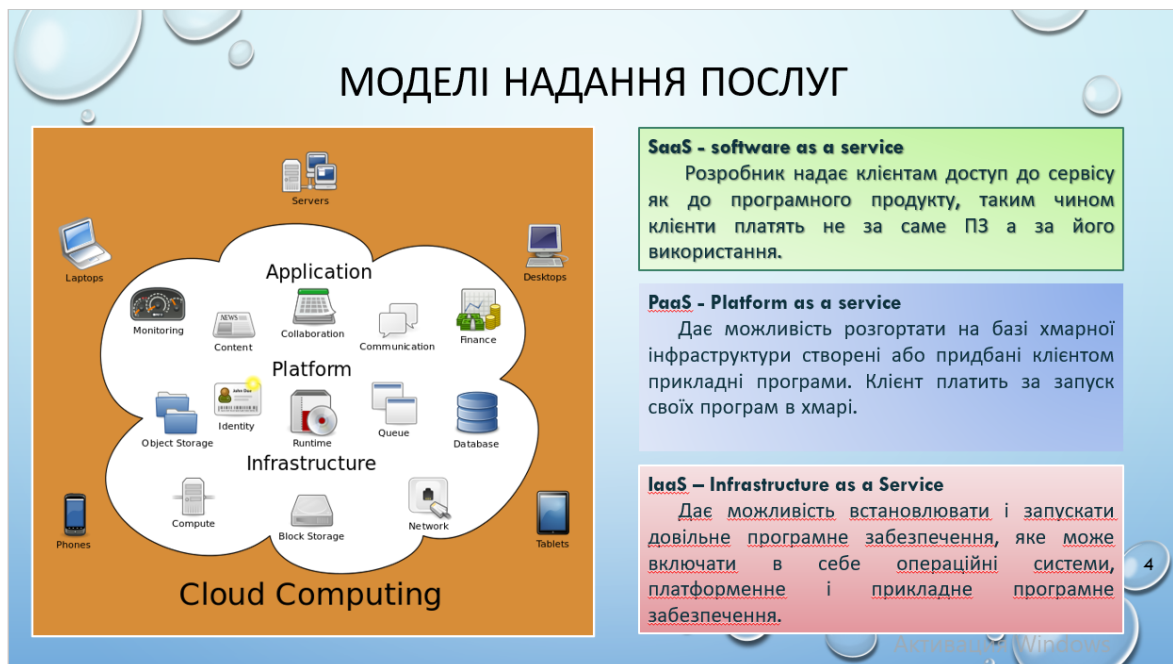 МОДЕЛІ НАДАННЯ ПОСЛУГ
Servers
Laptops
Desktops
Application
Monitoring
Content
Collaboration
Communication
Finance
Platform
Object Storage
Identity
Runtime
Queue
Database
Infrastructure
Compute
Block Storage
Network
Phones
Tablets
Cloud Computing
SaaS - software as a service
Розробник надає клієнтам доступ до сервісу
як до програмного продукту, таким чином
клієнти платять не за саме ПЗ а за його
використання.
PaaS - Platform as a service
Дає можливість розгортати на базі хмарної
інфраструктури створені або придбані клієнтом
прикладні програми. Клієнт платить за запуск
своїх програм в хмарі.
IaaS – Infrastructure as a Service
Дає можливість встановлювати і запускати
довільне програмне забезпечення, яке може
включати в себе операційні системи,
платформенне і прикладне програмне
забезпечення.
4
Активация Windows